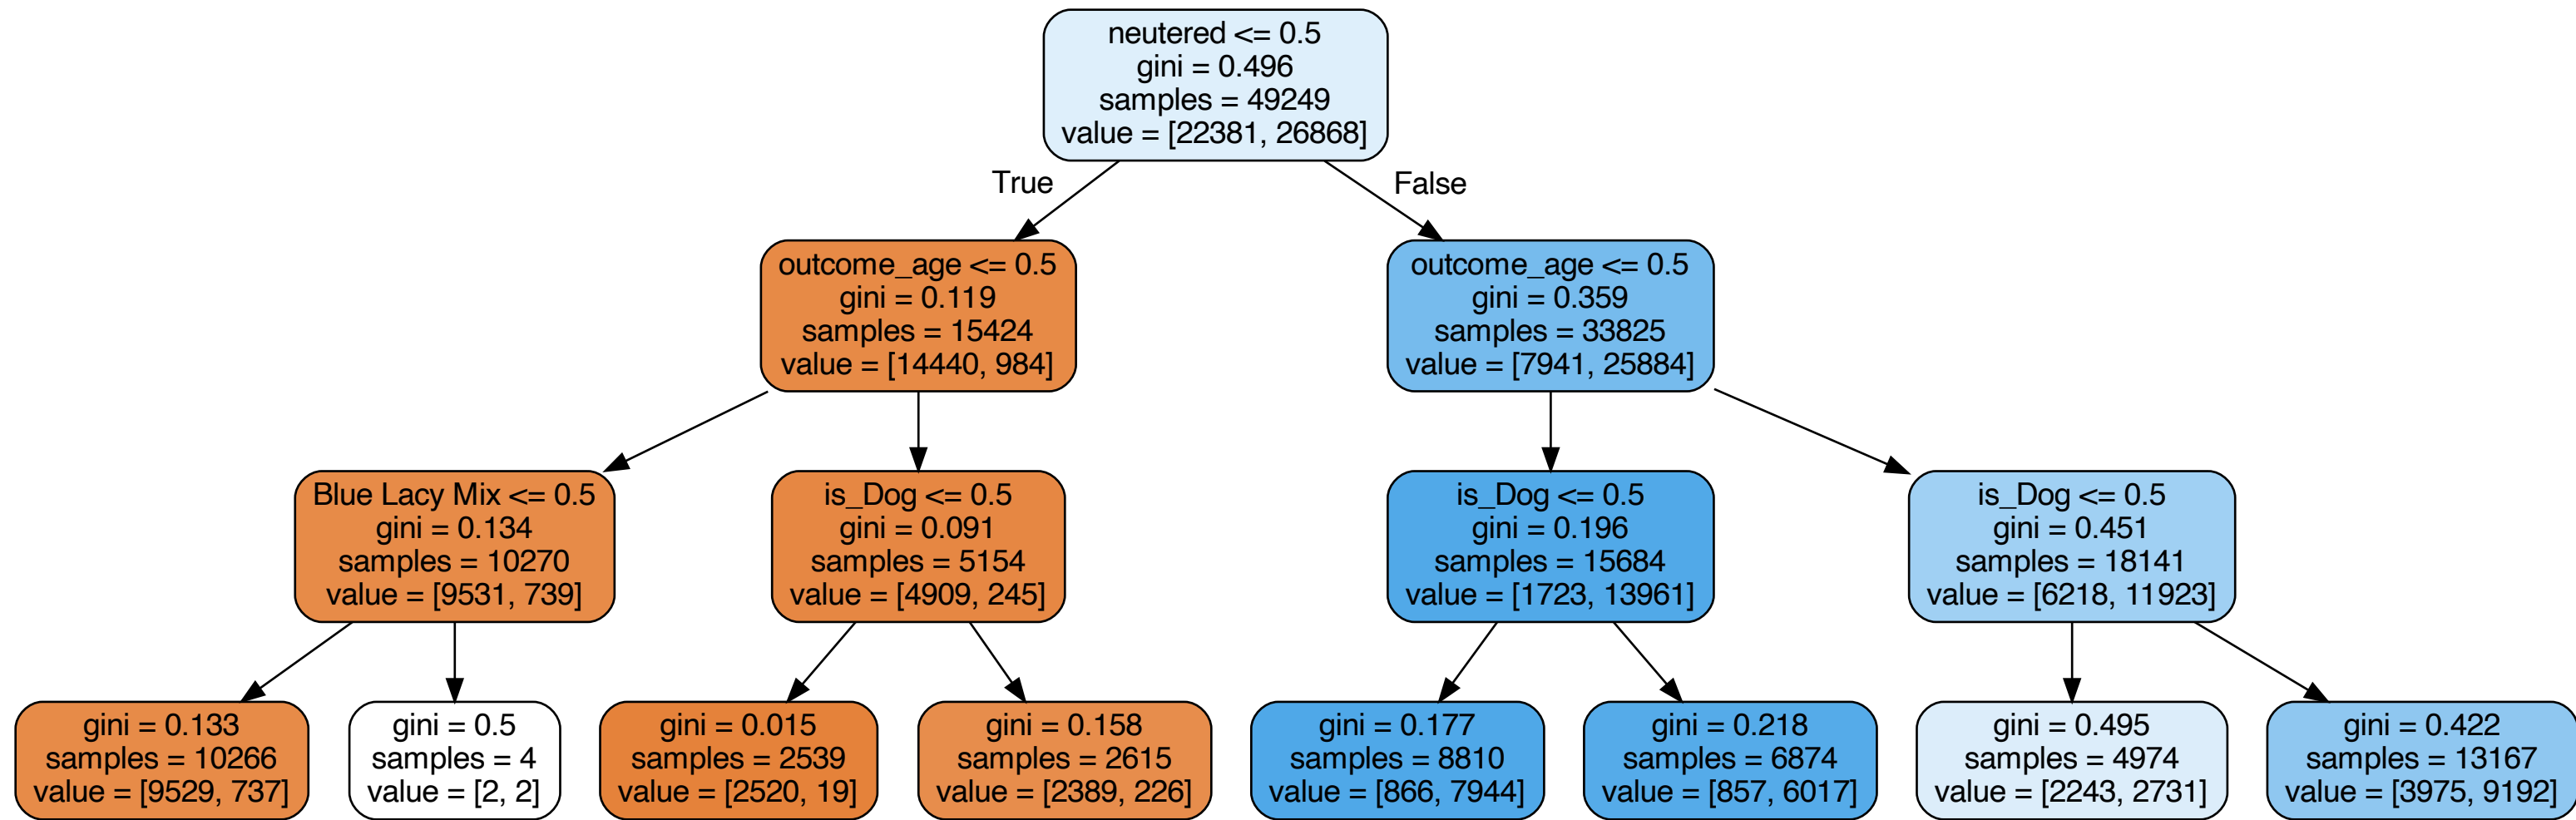 neutered <= 0.5
gini = 0.496
samples = 49249
value = [22381, 26868]
True
False
outcome_age <= 0.5
gini = 0.119
samples = 15424
value = [14440, 984]
outcome_age <= 0.5
gini = 0.359
samples = 33825
value = [7941, 25884]
Blue Lacy Mix <= 0.5
gini = 0.134
samples = 10270
value = [9531, 739]
is_Dog <= 0.5
gini = 0.091
samples = 5154
value = [4909, 245]
is_Dog <= 0.5
gini = 0.196
samples = 15684
value = [1723, 13961]
is_Dog <= 0.5
gini = 0.451
samples = 18141
value = [6218, 11923]
gini = 0.133
samples = 10266
value = [9529, 737]
gini = 0.5
samples = 4
value = [2, 2]
gini = 0.015
samples = 2539
value = [2520, 19]
gini = 0.158
samples = 2615
value = [2389, 226]
gini = 0.177
samples = 8810
value = [866, 7944]
gini = 0.218
samples = 6874
value = [857, 6017]
gini = 0.495
samples = 4974
value = [2243, 2731]
gini = 0.422
samples = 13167
value = [3975, 9192]